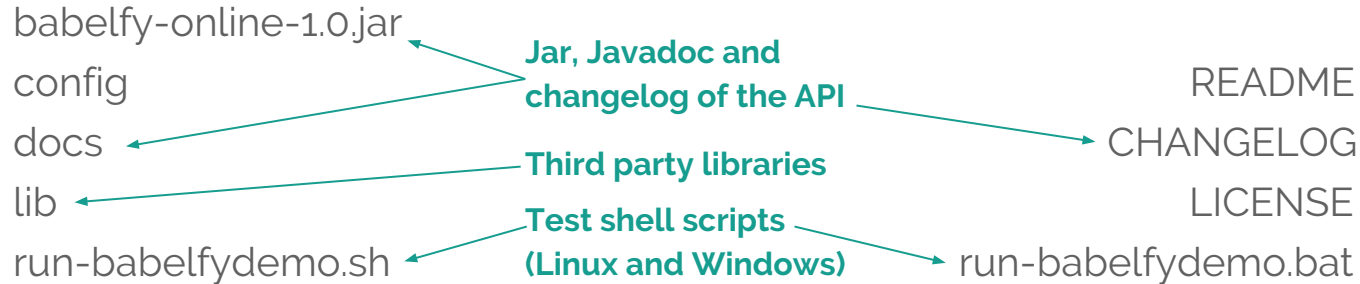 babelfy-online-1.0.jar
config
docs
lib
run-babelfydemo.sh
Jar, Javadoc and
changelog of the API
Third party libraries
Test shell scripts
(Linux and Windows)
README
CHANGELOG
LICENSE
run-babelfydemo.bat